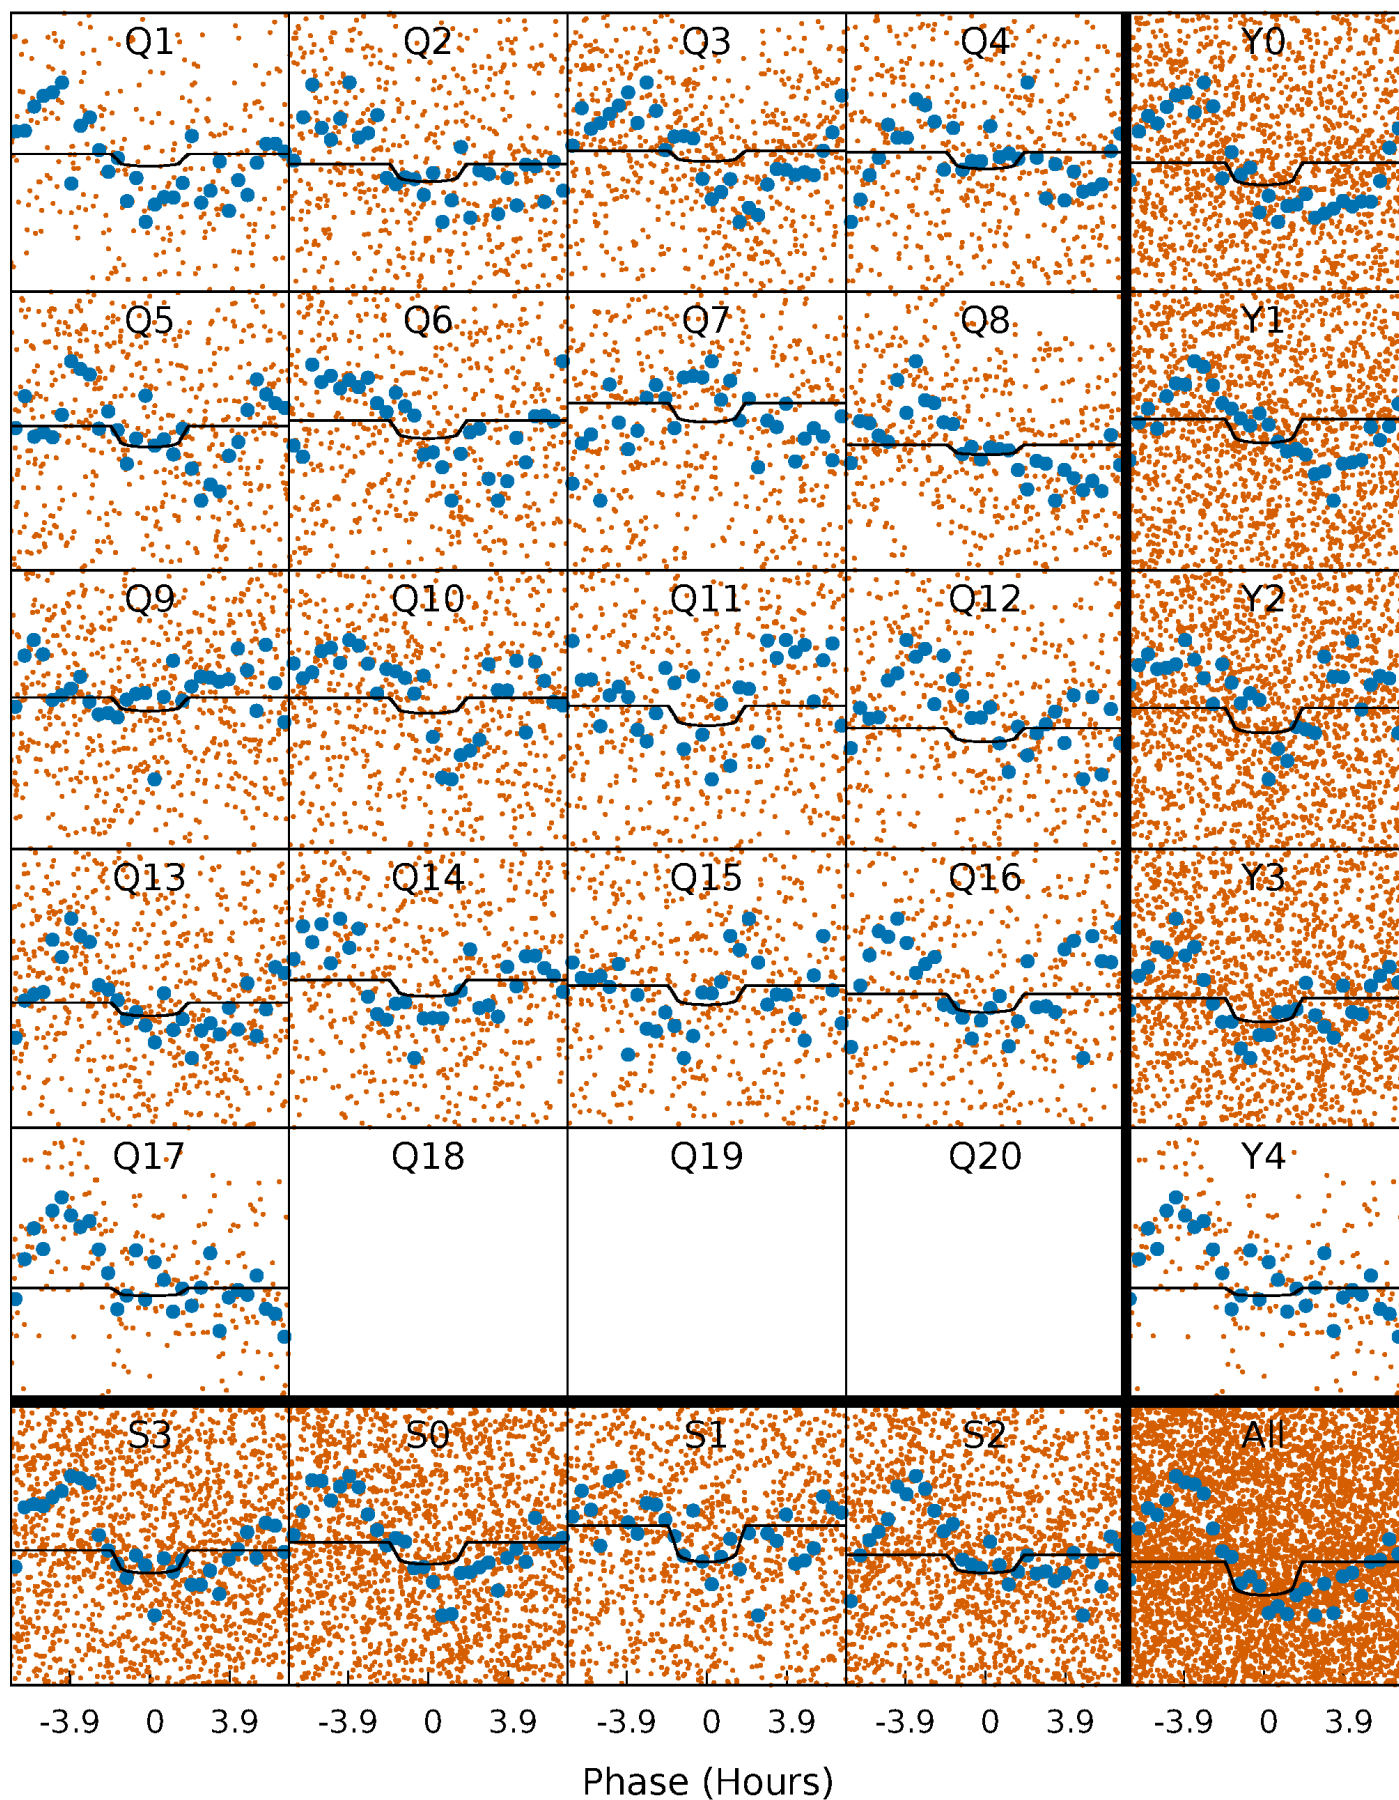 Q1 Q2 Q3 Q4 Y0
Q5 Q6 Q7 Q8 Y1
Q9 Q10 Q11 Q12 Y2
Q13 Q14 Q15 Q16 Y3
Q17 Q18 Q19 Q20 Y4
S3 S0 S1 S2 All
-3.9 0 3.9 -3.9 0 3.9 -3.9 0 3.9 -3.9 0 3.9 -3.9 0 3.9
Phase (Hours)